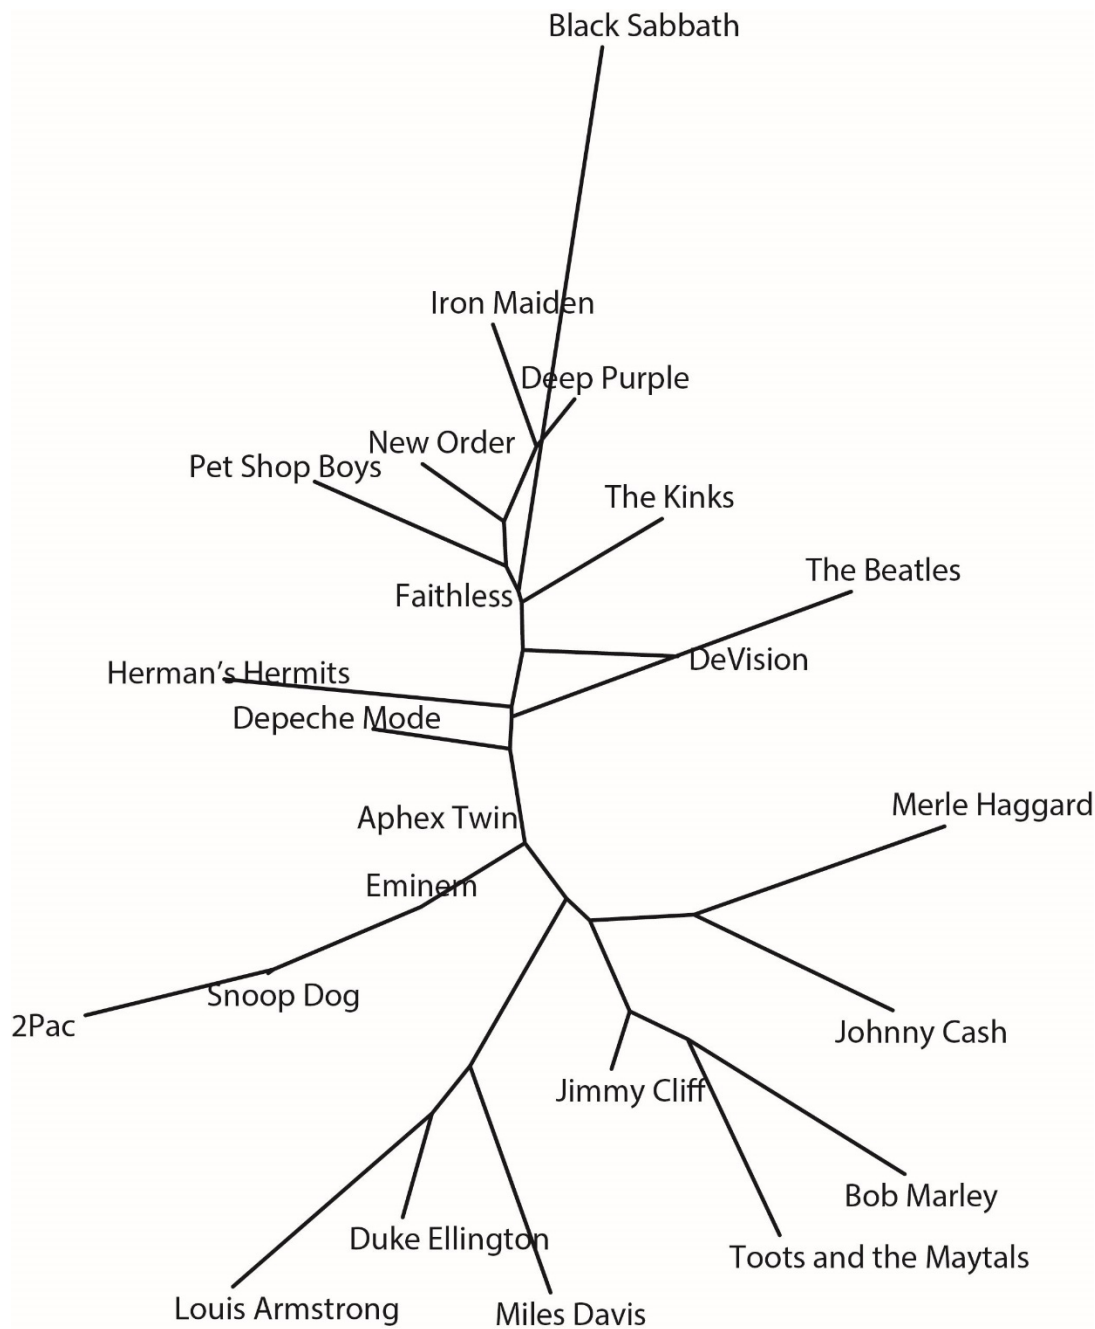 Black Sabbath
Iron Maiden
Deep Purple
New Order
Pet Shop Boys
The Kinks
The Beatles
Faithless
DeVision
Herman's Hermits
Depeche Mode
Merle Haggard
Aphex Twin
Eminem
Snoop Dog
2Pac
Johnny Cash
Jimmy Cliff
Bob Marley
Duke Ellington
Toots and the Maytals
Louis Armstrong
Miles Davis